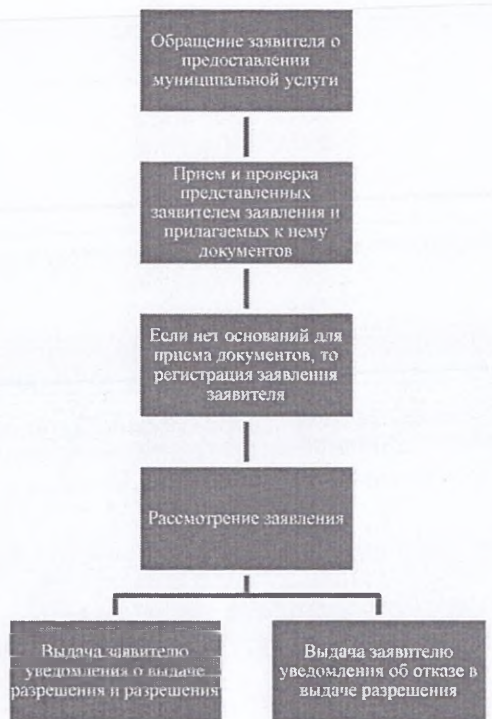 Обращение заявителя о
предоставлении
муниципальной услуги
Прием и проверка
представленных
заявителем заявления и
прилагаемых к нему
документов
Если нет оснований для
приема документов, то
регистрация заявления
заявителя
Рассмотрение заявления
Выдача заявителю
уведомления о выдаче
разрешения и разрешения
Выдача заявителю
уведомления об отказе в
выдаче разрешения